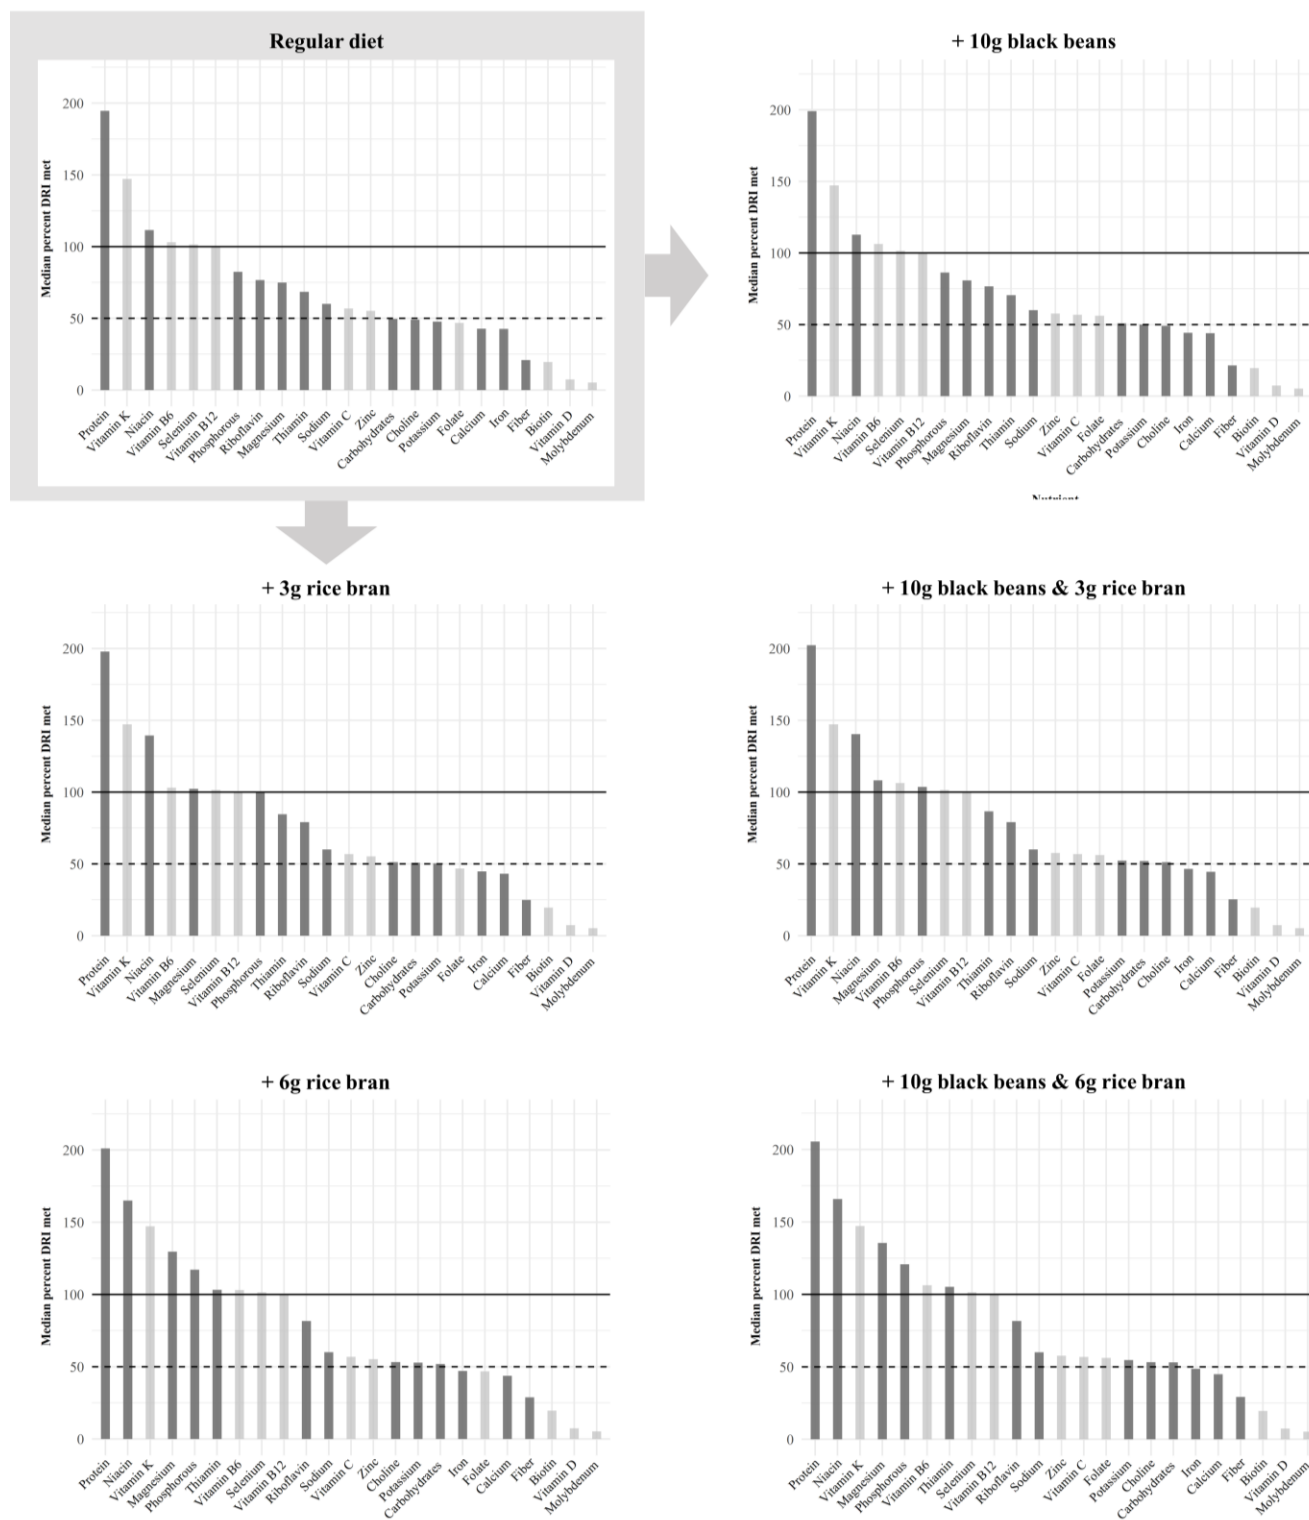 Regular diet
Median percent DRI met
200
150
100
50
0
Protein
Vitamin K
Niacin
Vitamin B6
Selenium
Vitamin B12
Phosphorous
Riboflavin
Magnesium
Thiamin
Sodium
Vitamin C
Zinc
Carbohydrates
Choline
Potassium
Folate
Calcium
Iron
Fiber
Biotin
Vitamin D
Molybdenum
+ 10g black beans
Median percent DRI met
200
150
100
50
0
Protein
Vitamin K
Niacin
Vitamin B6
Selenium
Vitamin B12
Phosphorous
Magnesium
Riboflavin
Thiamin
Sodium
Zinc
Vitamin C
Folate
Carbohydrates
Potassium
Choline
Iron
Calcium
Fiber
Biotin
Vitamin D
Molybdenum
+ 3g rice bran
Median percent DRI met
200
150
100
50
0
Protein
Vitamin K
Niacin
Vitamin B6
Magnesium
Selenium
Vitamin B12
Phosphorous
Thiamin
Riboflavin
Sodium
Vitamin C
Zinc
Choline
Carbohydrates
Potassium
Folate
Iron
Calcium
Fiber
Biotin
Vitamin D
Molybdenum
+ 10g black beans & 3g rice bran
Median percent DRI met
200
150
100
50
0
Protein
Vitamin K
Niacin
Magnesium
Vitamin B6
Phosphorous
Selenium
Vitamin B12
Thiamin
Riboflavin
Sodium
Zinc
Vitamin C
Folate
Potassium
Carbohydrates
Choline
Iron
Calcium
Fiber
Biotin
Vitamin D
Molybdenum
+ 6g rice bran
Median percent DRI met
200
150
100
50
0
Protein
Niacin
Vitamin K
Magnesium
Phosphorous
Thiamin
Vitamin B6
Selenium
Vitamin B12
Riboflavin
Sodium
Vitamin C
Zinc
Choline
Potassium
Carbohydrates
Iron
Folate
Calcium
Fiber
Biotin
Vitamin D
Molybdenum
+ 10g black beans & 6g rice bran
Median percent DRI met
200
150
100
50
0
Protein
Niacin
Vitamin K
Magnesium
Phosphorous
Vitamin B6
Thiamin
Selenium
Vitamin B12
Riboflavin
Sodium
Zinc
Vitamin C
Folate
Potassium
Choline
Carbohydrates
Iron
Calcium
Fiber
Biotin
Vitamin D
Molybdenum